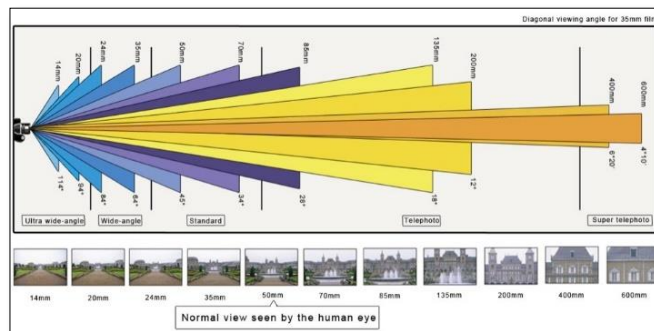 Diagonal viewing angle for 35mm film
14mm
20mm
24mm
35mm
50mm
70mm
85mm
135mm
200mm
400mm
600mm
114°
94°
84°
64°
45°
34°
28°
18°
12°
6°20'
4°10'
Ultra wide-angle
Wide-angle
Standard
Telephoto
Super telephoto
14mm
20mm
24mm
35mm
50mm
70mm
85mm
135mm
200mm
400mm
600mm
Normal view seen by the human eye